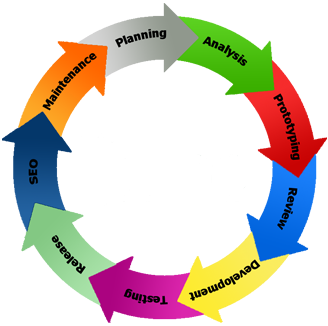 Planning
Analysis
Prototyping
Review
Development
Testing
Release
SEO
Maintenance